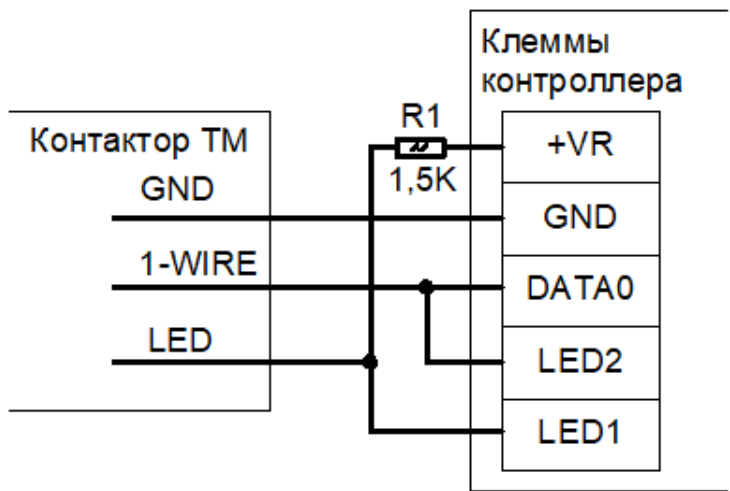 Клеммы
контроллера
R1
Контактор ТМ
+VR
1,5K
GND
GND
1-WIRE
DATA0
LED
LED2
LED1